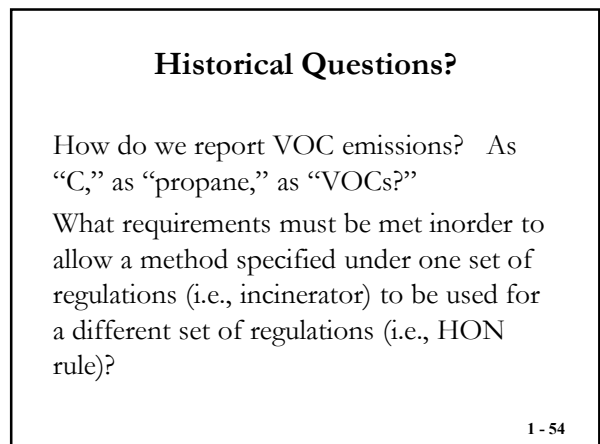 Historical Questions?
How do we report VOC emissions?   As
“C,” as “propane,” as “VOCs?”
What requirements must be met inorder to
allow a method specified under one set of
regulations (i.e., incinerator) to be used for
a different set of regulations (i.e., HON
rule)?
1 - 54